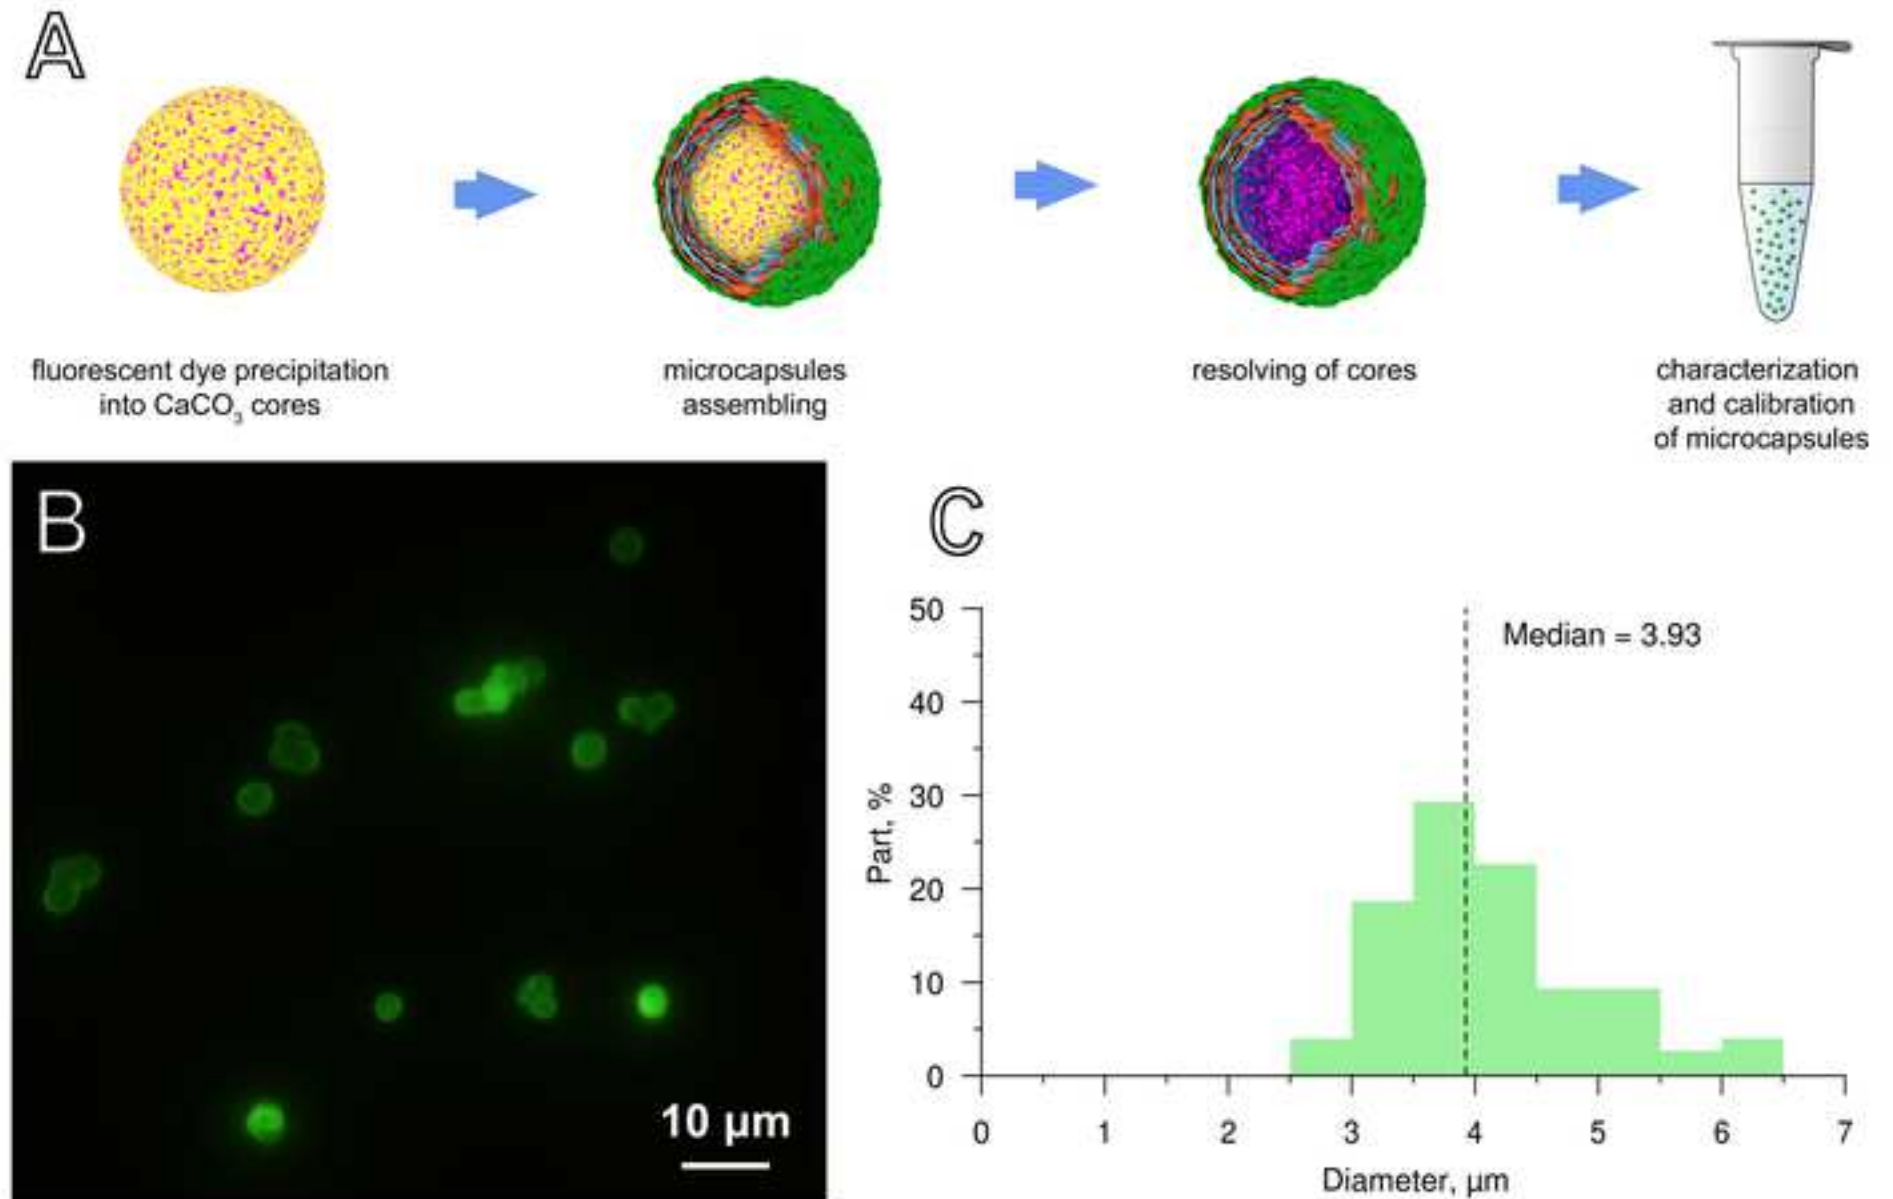 A
fluorescent dye precipitation
into CaCO₃ cores
microcapsules
assembling
resolving of cores
characterization
and calibration
of microcapsules
B
10 µm
C
Median = 3.93
50
40
30
20
10
0
Part, %
0 1 2 3 4 5 6 7
Diameter, µm